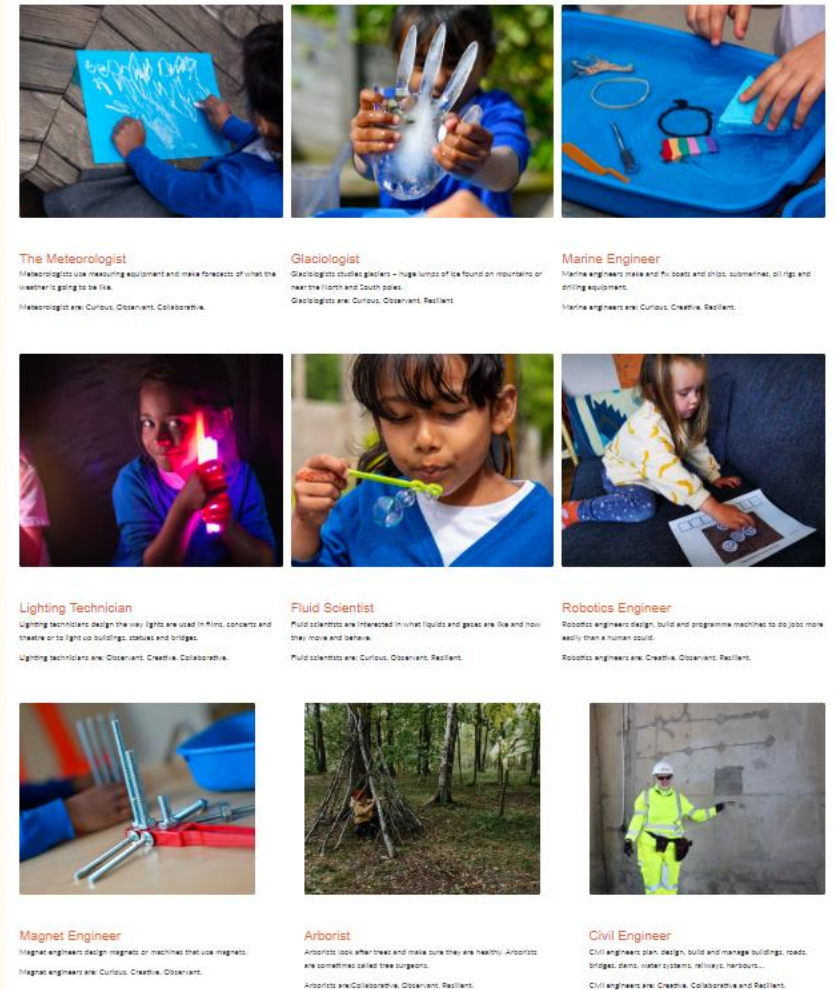 The Meteorologist
Meteorologists use measuring equipment and make forecasts of what the
weather is going to be like.
Meteorologist are: Curious, Observant, Collaborative.
Glaciologist
Glaciologists studies glaciers – huge lumps of ice found on mountains or
near the North and South poles.
Glaciologists are: Curious, Observant, Resilient
Marine Engineer
Marine engineers make and fix boats and ships, submarines, oil rigs and
drilling equipment.
Marine engineers are: Curious, Creative, Resilient.
Lighting Technician
Lighting technicians design the way lights are used in films, concerts and
theatre or to light up buildings, statues and bridges.
Lighting technicians are: Observant, Creative, Collaborative.
Fluid Scientist
Fluid scientists are interested in what liquids and gases are like and how
they move and behave.
Fluid scientists are: Curious, Observant, Resilient.
Robotics Engineer
Robotics engineers design, build and programme machines to do jobs more
easily than a human could.
Robotics engineers are: Creative, Observant, Resilient.
Magnet Engineer
Magnet engineers design magnets or machines that use magnets.
Magnet engineers are: Curious, Creative, Observant.
Arborist
Arborists look after trees and make sure they are healthy. Arborists
are sometimes called tree surgeons.
Arborists are:Collaborative, Observant, Resilient.
Civil Engineer
Civil engineers plan, design, build and manage buildings, roads,
bridges, dams, water systems, railways, harbours...
Civil engineers are: Creative, Collaborative and Resilient.